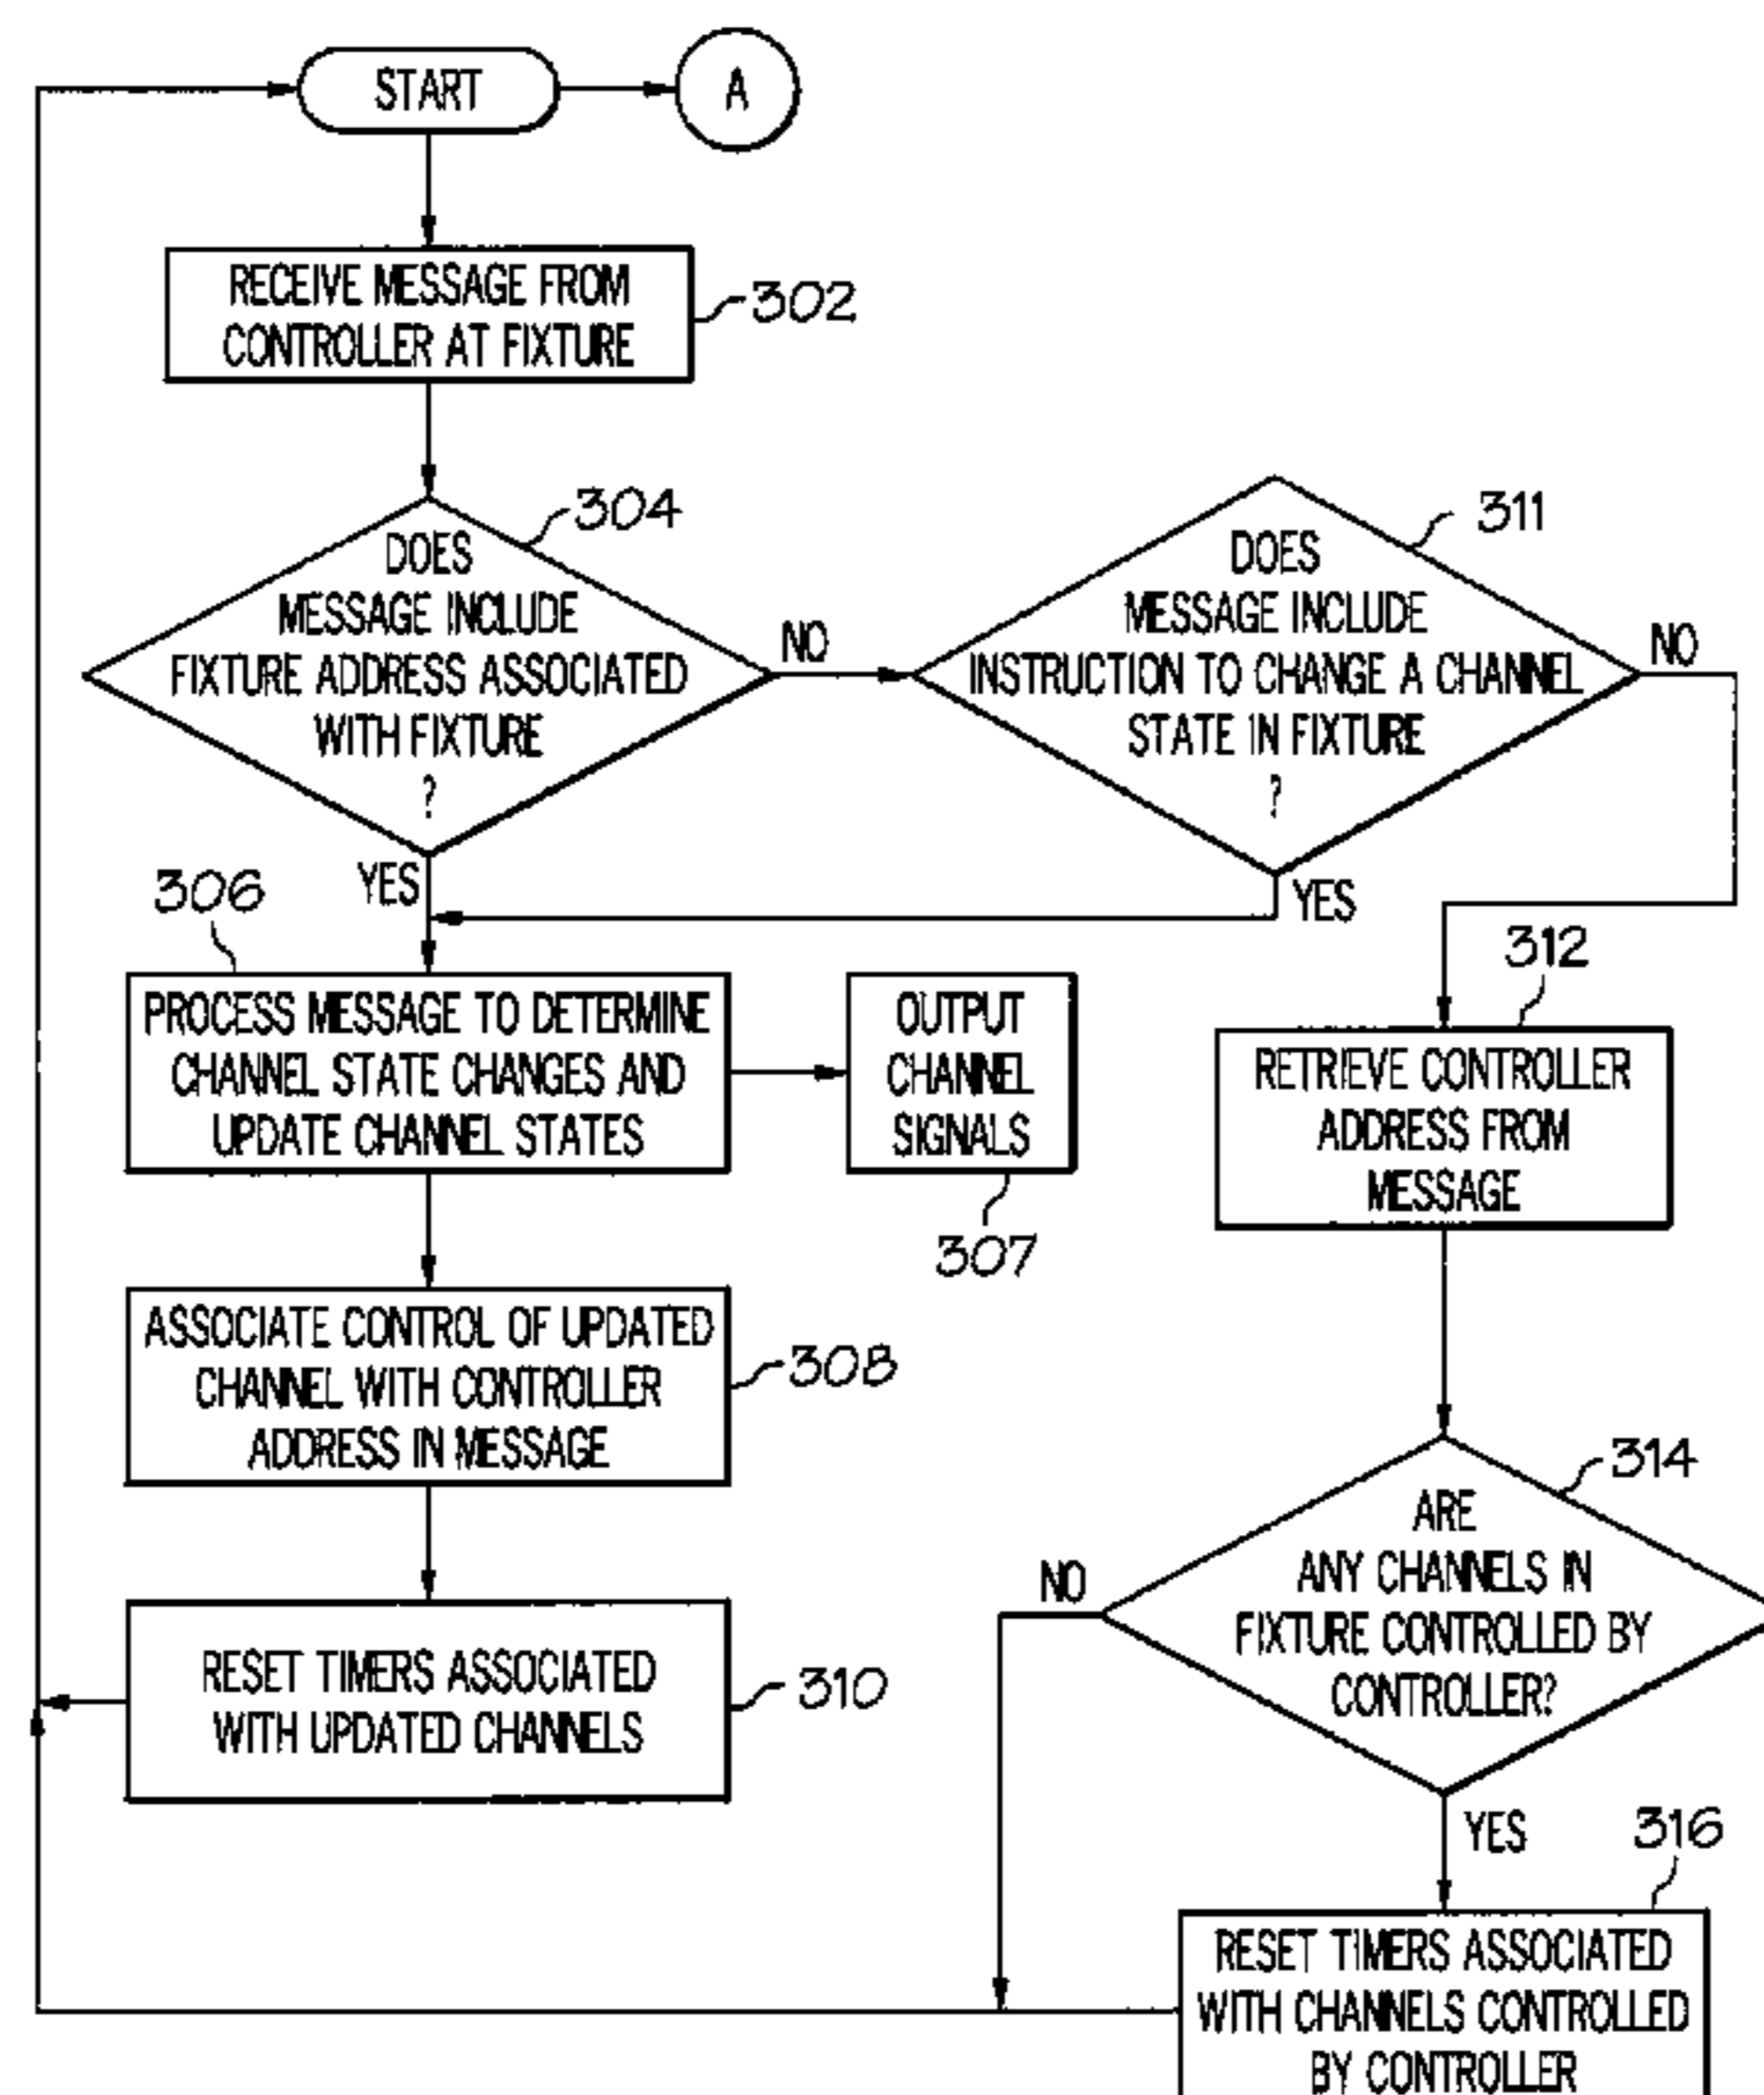 START
A
RECEIVE MESSAGE FROM
CONTROLLER AT FIXTURE
302
304
DOES
MESSAGE INCLUDE
FIXTURE ADDRESS ASSOCIATED
WITH FIXTURE
?
NO
YES
311
DOES
MESSAGE INCLUDE
INSTRUCTION TO CHANGE A CHANNEL
STATE IN FIXTURE
?
NO
YES
306
PROCESS MESSAGE TO DETERMINE
CHANNEL STATE CHANGES AND
UPDATE CHANNEL STATES
OUTPUT
CHANNEL
SIGNALS
307
312
RETRIEVE CONTROLLER
ADDRESS FROM
MESSAGE
ASSOCIATE CONTROL OF UPDATED
CHANNEL WITH CONTROLLER
ADDRESS IN MESSAGE
308
314
ARE
ANY CHANNELS IN
FIXTURE CONTROLLED BY
CONTROLLER?
NO
YES
RESET TIMERS ASSOCIATED
WITH UPDATED CHANNELS
310
316
RESET TIMERS ASSOCIATED
WITH CHANNELS CONTROLLED
BY CONTROLLER